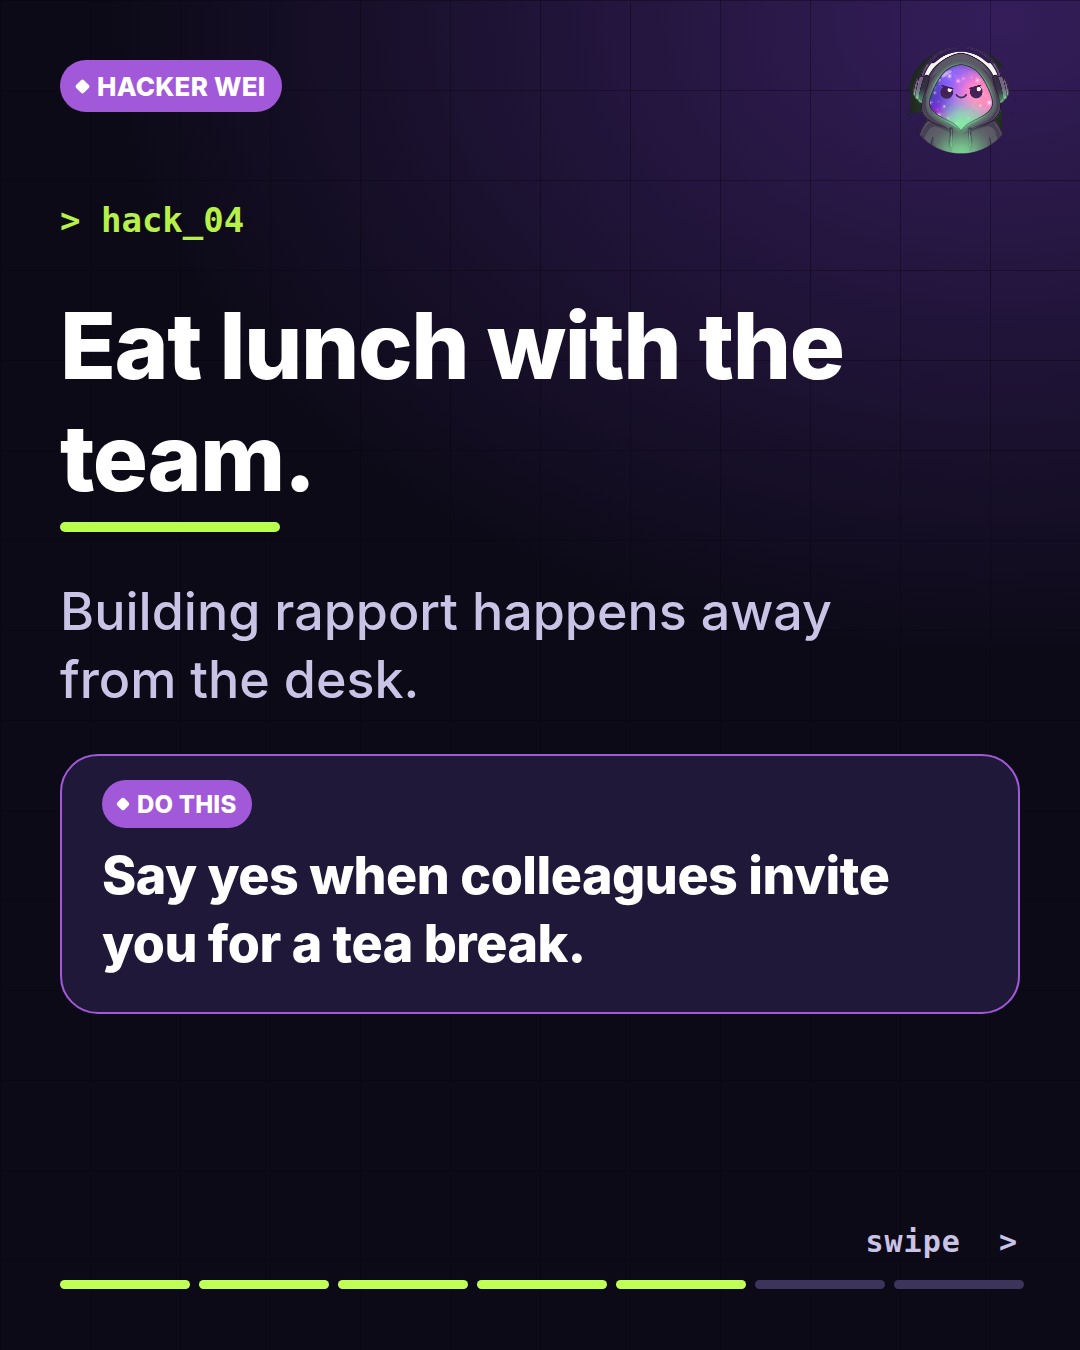 HACKER WEI
> hack_04
Eat lunch with the
team.
Building rapport happens away
from the desk.
DO THIS
Say yes when colleagues invite
you for a tea break.
swipe >